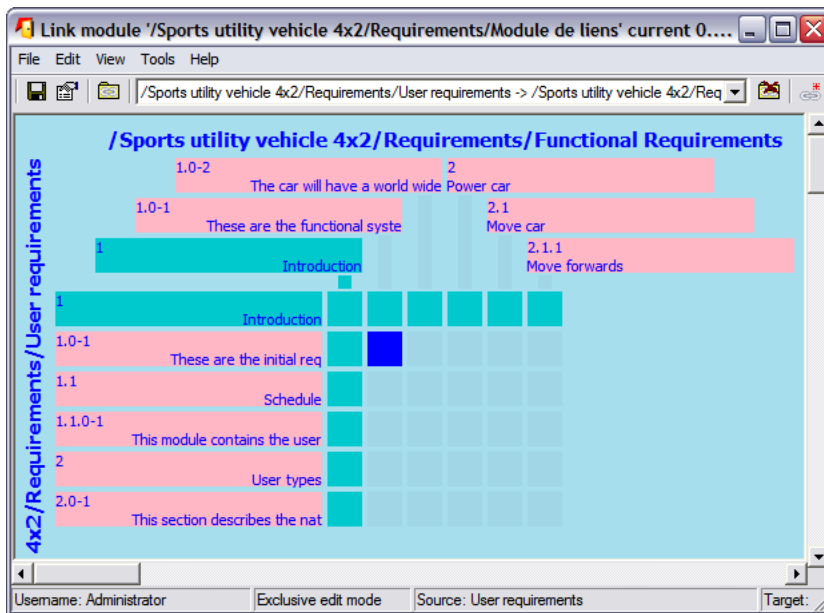 Link module '/Sports utility vehicle 4x2/Requirements/Module de liens' current 0....
File Edit View Tools Help
/Sports utility vehicle 4x2/Requirements/User requirements -> /Sports utility vehicle 4x2/Req
/Sports utility vehicle 4x2/Requirements/Functional Requirements
4x2/Requirements/User requirements
1.0-2
The car will have a world wide
2
Power car
1.0-1
These are the functional syste
2.1
Move car
1
Introduction
2.1.1
Move forwards
1
Introduction
1.0-1
These are the initial req
1.1
Schedule
1.1.0-1
This module contains the user
2
User types
2.0-1
This section describes the nat
Username: Administrator
Exclusive edit mode
Source: User requirements
Target: